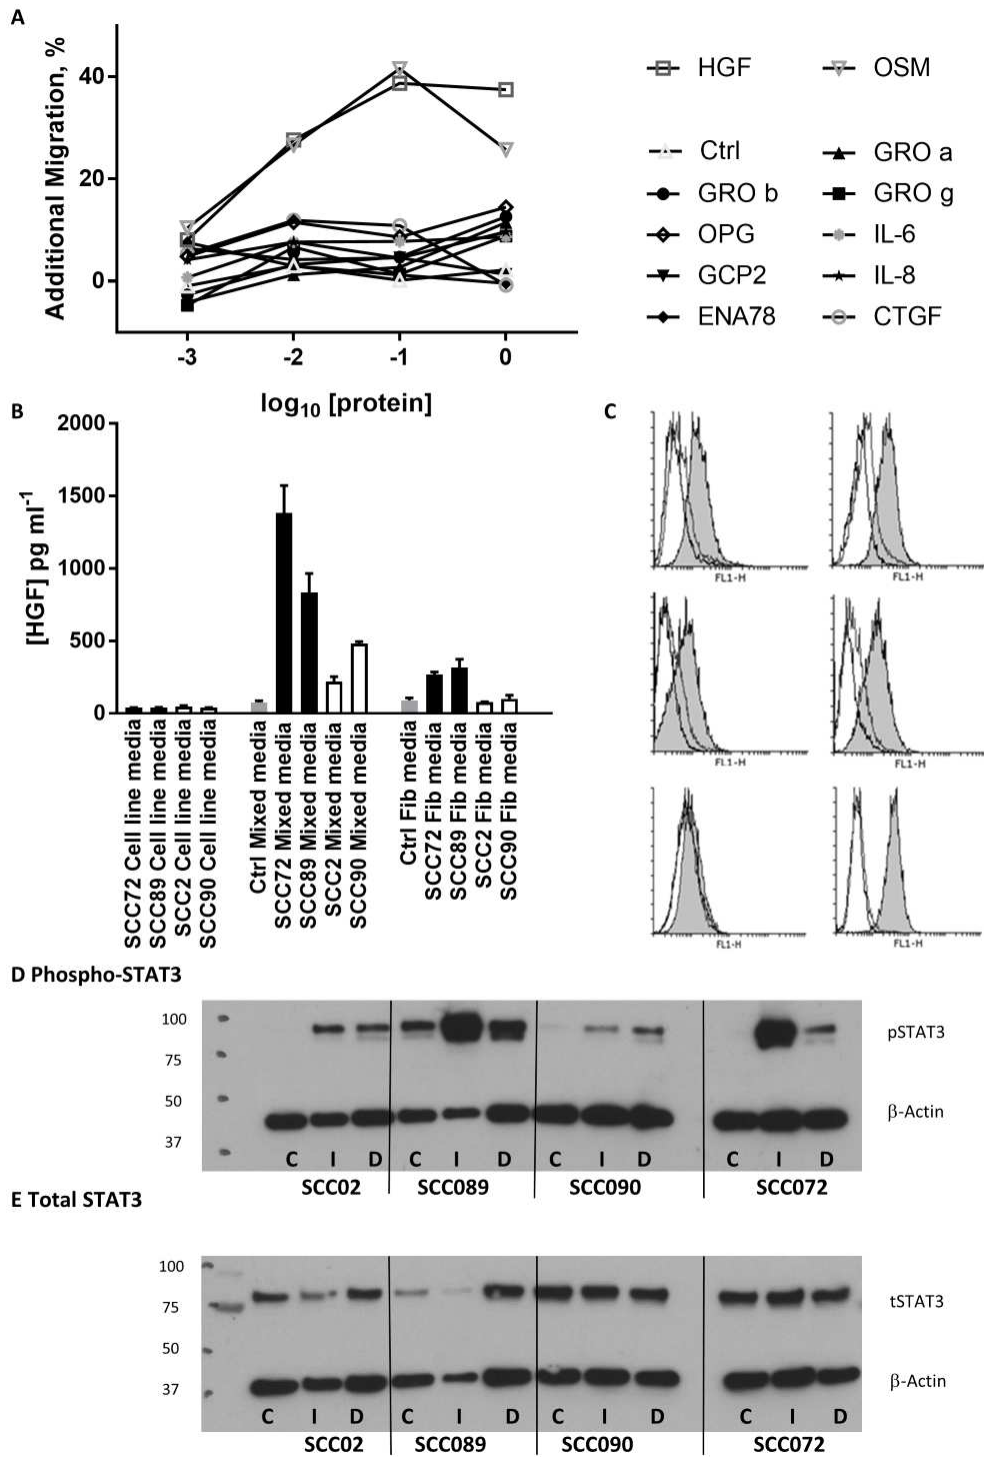 A
Additional Migration, %
40
20
0
-3 -2 -1 0
log10 [protein]
HGF OSM
Ctrl GRO a
GRO b GRO g
OPG IL-6
GCP2 IL-8
ENA78 CTGF
B
[HGF] pg ml-1
2000
1500
1000
500
0
SCC72 Cell line media
SCC89 Cell line media
SCC2 Cell line media
SCC90 Cell line media
Ctrl Mixed media
SCC72 Mixed media
SCC89 Mixed media
SCC2 Mixed media
SCC90 Mixed media
Ctrl Fib media
SCC72 Fib media
SCC89 Fib media
SCC2 Fib media
SCC90 Fib media
C
FL1-H FL1-H
FL1-H FL1-H
FL1-H FL1-H
D Phospho-STAT3
100
75
50
37
pSTAT3
β-Actin
C I D C I D C I D C I D
SCC02 SCC089 SCC090 SCC072
E Total STAT3
100
75
50
37
tSTAT3
β-Actin
C I D C I D C I D C I D
SCC02 SCC089 SCC090 SCC072